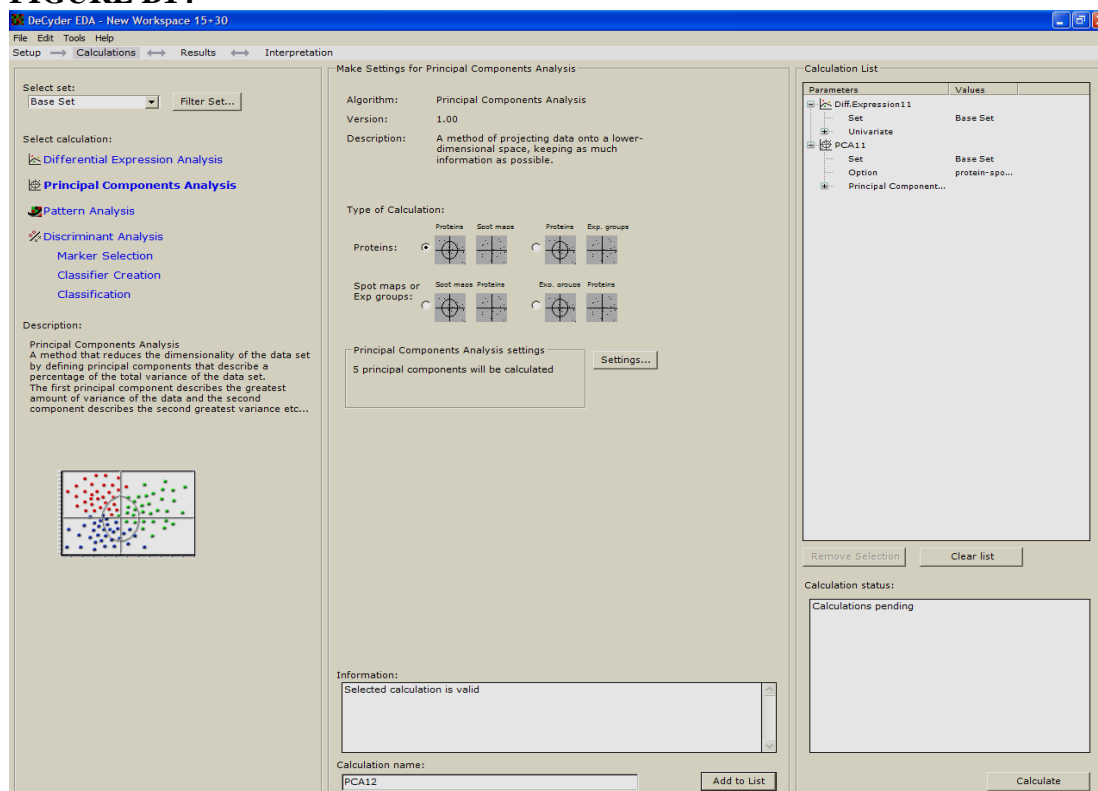 FIGURE D14
DeCyder EDA - New Workspace 15+30
File Edit Tools Help
Setup Calculations Results Interpretation
Select set:
Base Set Filter Set...
Select calculation:
Differential Expression Analysis
Principal Components Analysis
Pattern Analysis
Discriminant Analysis
Marker Selection
Classifier Creation
Classification
Description:
Principal Components Analysis
A method that reduces the dimensionality of the data set
by defining principal components that describe a
percentage of the total variance of the data set.
The first principal component describes the greatest
amount of variance of the data and the second
component describes the second greatest variance etc...
Make Settings for Principal Components Analysis
Algorithm: Principal Components Analysis
Version: 1.00
Description: A method of projecting data onto a lower-
dimensional space, keeping as much
information as possible.
Type of Calculation:
Proteins Spot maps Proteins Exp. groups
Proteins:
Spot maps or
Exp groups:
Spot maps Proteins Exp. groups Proteins
Principal Components Analysis settings
5 principal components will be calculated
Settings...
Information:
Selected calculation is valid
Calculation name:
PCA12 Add to List
Calculation List
Parameters Values
Diff.Expression11
Set Base Set
Univariate
PCA11
Set Base Set
Option protein-spo...
Principal Component...
Remove Selection Clear list
Calculation status:
Calculations pending
Calculate